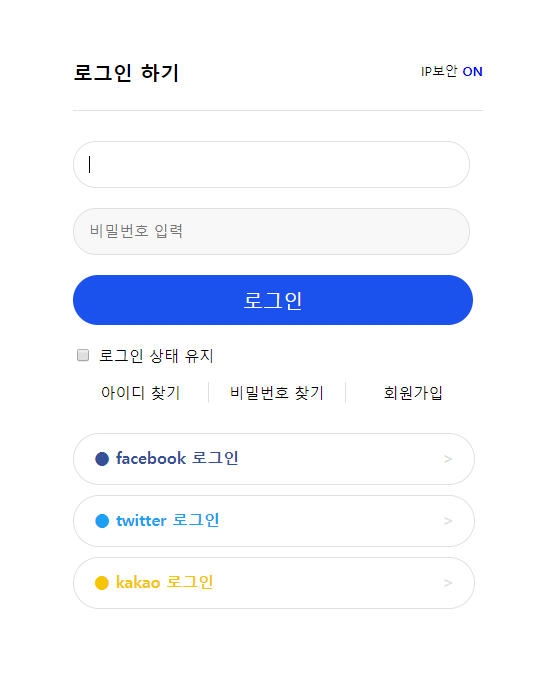 로그인 하기 IP보안 ON
비밀번호 입력
로그인
로그인 상태 유지
아이디 찾기 비밀번호 찾기 회원가입
facebook 로그인 >
twitter 로그인 >
kakao 로그인 >